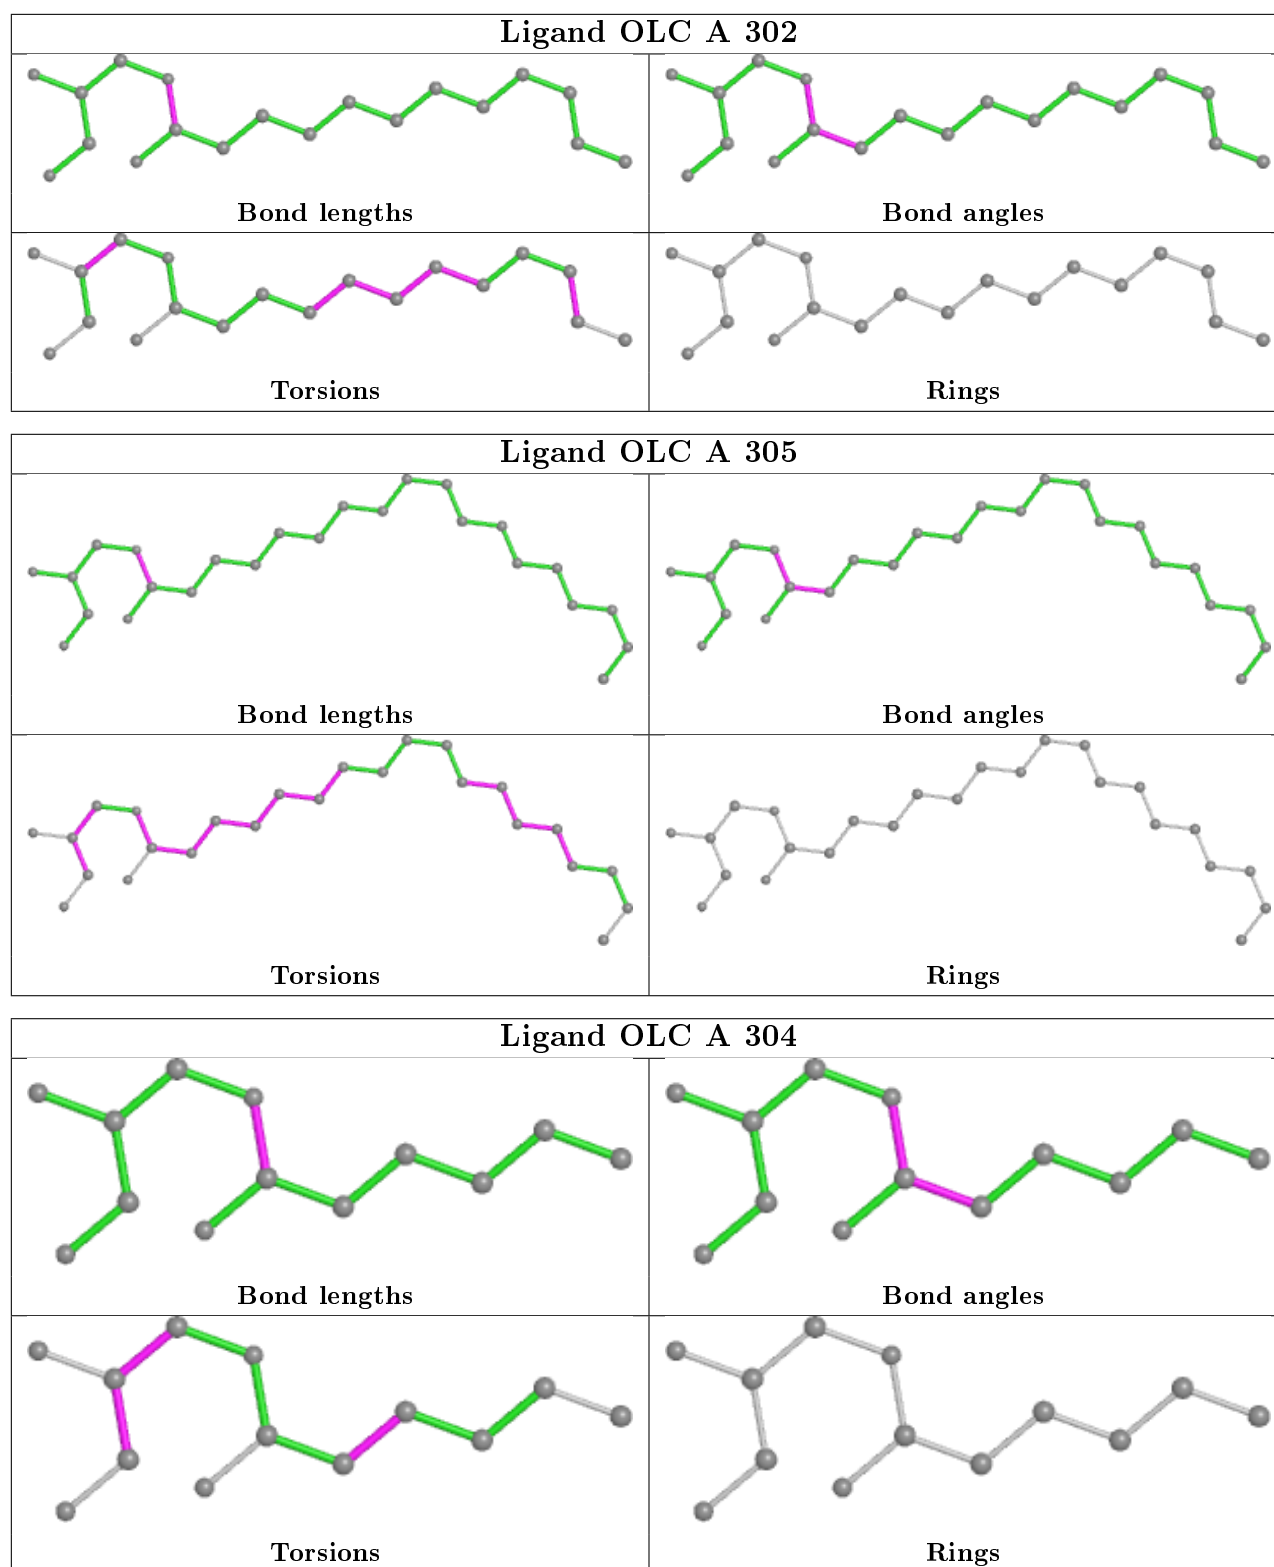 Ligand OLC A 302
Bond lengths
Bond angles
Torsions
Rings
Ligand OLC A 305
Bond lengths
Bond angles
Torsions
Rings
Ligand OLC A 304
Bond lengths
Bond angles
Torsions
Rings